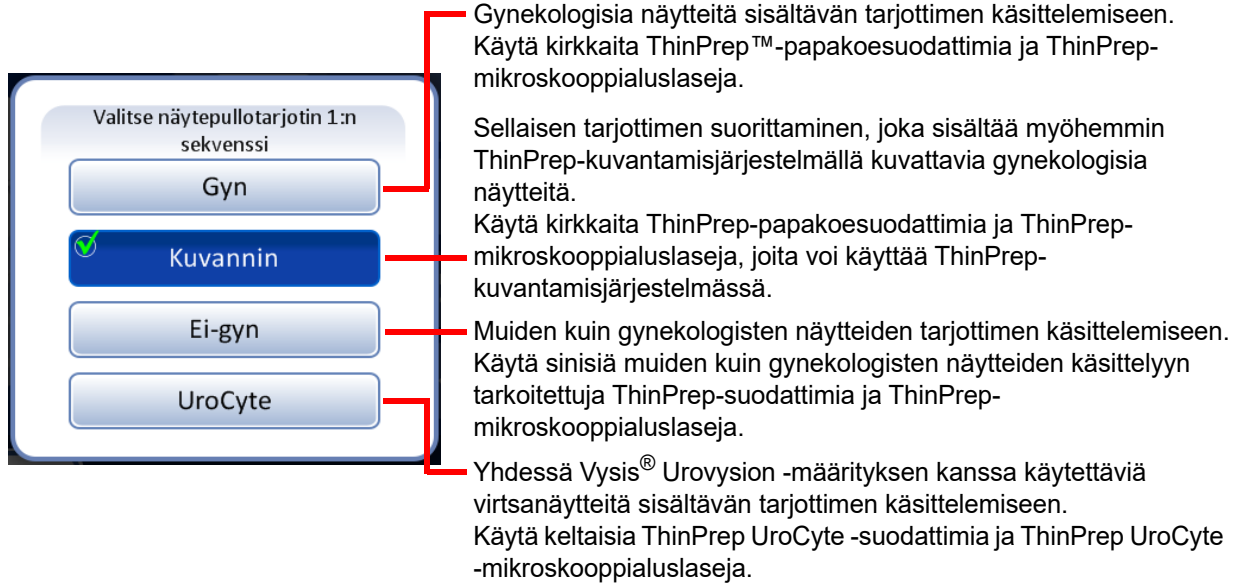 Valitse näytepullotarjotin 1:n
sekvenssi
Gyn
Kuvannin
Ei-gyn
UroCyte
Gynekologisia näytteitä sisältävän tarjottimen käsittelemiseen.
Käytä kirkkaita ThinPrep™-papakoesuodattimia ja ThinPrep-
mikroskooppialuslaseja.
Sellaisen tarjottimen suorittaminen, joka sisältää myöhemmin
ThinPrep-kuvantamisjärjestelmällä kuvattavia gynekologisia
näytteitä.
Käytä kirkkaita ThinPrep-papakoesuodattimia ja ThinPrep-
mikroskooppialuslaseja, joita voi käyttää ThinPrep-
kuvantamisjärjestelmässä.
Muiden kuin gynekologisten näytteiden tarjottimen käsittelemiseen.
Käytä sinisiä muiden kuin gynekologisten näytteiden käsittelyyn
tarkoitettuja ThinPrep-suodattimia ja ThinPrep-
mikroskooppialuslaseja.
Yhdessä Vysis® Urovysion -määrityksen kanssa käytettäviä
virtsanäytteitä sisältävän tarjottimen käsittelemiseen.
Käytä keltaisia ThinPrep UroCyte -suodattimia ja ThinPrep UroCyte
-mikroskooppialuslaseja.